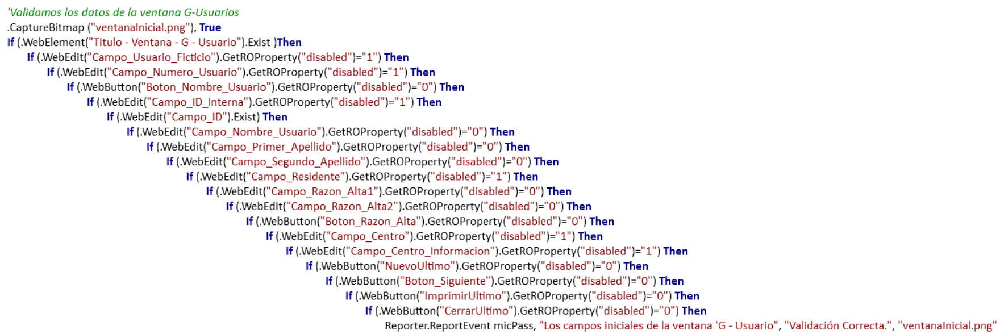 'Validamos los datos de la ventana G-Usuarios
.CaptureBitmap ("ventanaInicial.png"), True
If (.WebElement("Titulo - Ventana - G - Usuario").Exist )Then
If (.WebEdit("Campo_Usuario_Ficticio").GetROProperty("disabled")="1") Then
If (.WebEdit("Campo_Numero_Usuario").GetROProperty("disabled")="1") Then
If (.WebButton("Boton_Nombre_Usuario").GetROProperty("disabled")="0") Then
If (.WebEdit("Campo_ID_Interna").GetROProperty("disabled")="1") Then
If (.WebEdit("Campo_ID").Exist) Then
If (.WebEdit("Campo_Nombre_Usuario").GetROProperty("disabled")="0") Then
If (.WebEdit("Campo_Primer_Apellido").GetROProperty("disabled")="0") Then
If (.WebEdit("Campo_Segundo_Apellido").GetROProperty("disabled")="0") Then
If (.WebEdit("Campo_Residente").GetROProperty("disabled")="1") Then
If (.WebEdit("Campo_Razon_Alta1").GetROProperty("disabled")="0") Then
If (.WebEdit("Campo_Razon_Alta2").GetROProperty("disabled")="0") Then
If (.WebButton("Boton_Razon_Alta").GetROProperty("disabled")="0") Then
If (.WebEdit("Campo_Centro").GetROProperty("disabled")="1") Then
If (.WebEdit("Campo_Centro_Informacion").GetROProperty("disabled")="1") Then
If (.WebButton("NuevoUltimo").GetROProperty("disabled")="0") Then
If (.WebButton("Boton_Siguiente").GetROProperty("disabled")="0") Then
If (.WebButton("ImprimirUltimo").GetROProperty("disabled")="0") Then
If (.WebButton("CerrarUltimo").GetROProperty("disabled")="0") Then
Reporter.ReportEvent micPass, "Los campos iniciales de la ventana 'G - Usuario", "Validación Correcta.", "ventanaInicial.png"